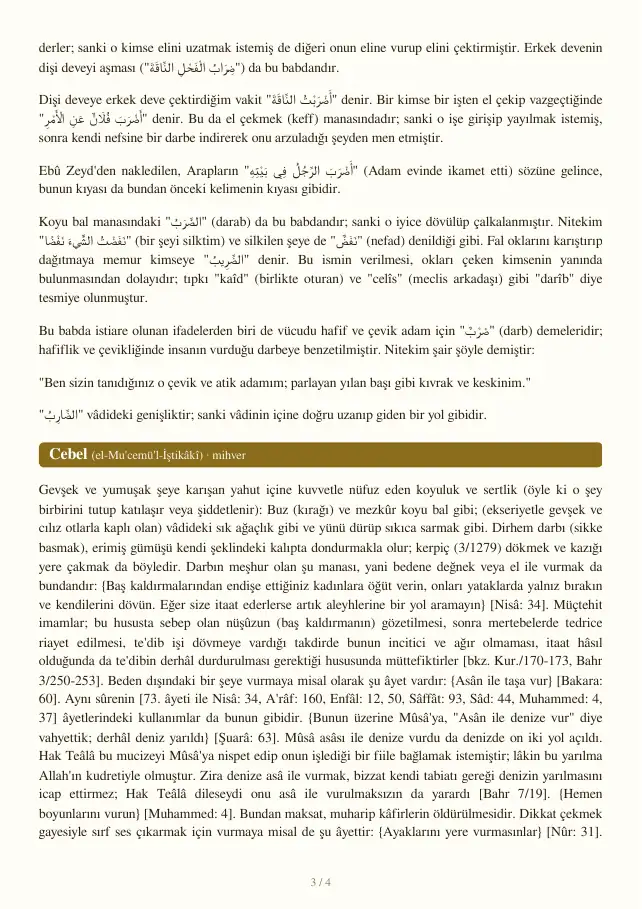 derler; sanki o kimse elini uzatmak istemiş de diğeri onun eline vurup elini çektirmiştir. Erkek devenin
dişi deveyi aşması ("ضِرَابُ الْفَحْلِ النَّاقَةَ") da bu babdandır.
Dişi deveye erkek deve çektirdiğim vakit "أَضْرَبْتُ النَّاقَةَ" denir. Bir kimse bir işten el çekip vazgeçtiğinde
"أَضْرَبَ فُلَانٌ عَنِ الْأَمْرِ" denir. Bu da el çekmek (keff) manasındadır; sanki o işe girişip yayılmak istemiş,
sonra kendi nefsine bir darbe indirerek onu arzuladığı şeyden men etmiştir.
Ebû Zeyd'den nakledilen, Arapların "أَضْرَبَ الرَّجُلُ فِي بَيْتِهِ" (Adam evinde ikamet etti) sözüne gelince,
bunun kıyası da bundan önceki kelimenin kıyası gibidir.
Koyu bal manasındaki "الضَّرَبُ" (darab) da bu babdandır; sanki o iyice dövülüp çalkalanmıştır. Nitekim
"نَفَضْتُ الشَّيْءَ نَفْضًا" (bir şeyi silktim) ve silkilen şeye de "نَفَضٌ" (nefad) denildiği gibi. Fal oklarını karıştırıp
dağıtmaya memur kimseye "الضَّرِيبُ" denir. Bu ismin verilmesi, okları çeken kimsenin yanında
bulunmasından dolayıdır; tıpkı "kaîd" (birlikte oturan) ve "celîs" (meclis arkadaşı) gibi "darîb" diye
tesmiye olunmuştur.
Bu babda istiare olunan ifadelerden biri de vücudu hafif ve çevik adam için "ضَرْبٌ" (darb) demeleridir;
hafiflik ve çevikliğinde insanın vurduğu darbeye benzetilmiştir. Nitekim şair şöyle demiştir:
"Ben sizin tanıdığınız o çevik ve atik adamım; parlayan yılan başı gibi kıvrak ve keskinim."
"الضَّارِبُ" vâdideki genişliktir; sanki vâdinin içine doğru uzanıp giden bir yol gibidir.
Cebel (el-Mu'cemü'l-İştikâkî) · mihver
Gevşek ve yumuşak şeye karışan yahut içine kuvvetle nüfuz eden koyuluk ve sertlik (öyle ki o şey
birbirini tutup katılaşır veya şiddetlenir): Buz (kırağı) ve mezkûr koyu bal gibi; (ekseriyetle gevşek ve
cılız otlarla kaplı olan) vâdideki sık ağaçlık gibi ve yünü dürüp sıkıca sarmak gibi. Dirhem darbı (sikke
basmak), erimiş gümüşü kendi şeklindeki kalıpta dondurmakla olur; kerpiç (3/1279) dökmek ve kazığı
yere çakmak da böyledir. Darbın meşhur olan şu manası, yani bedene değnek veya el ile vurmak da
bundandır: {Baş kaldırmalarından endişe ettiğiniz kadınlara öğüt verin, onları yataklarda yalnız bırakın
ve kendilerini dövün. Eğer size itaat ederlerse artık aleyhlerine bir yol aramayın} [Nisâ: 34]. Müçtehit
imamlar; bu hususta sebep olan nüşûzun (baş kaldırmanın) gözetilmesi, sonra mertebelerde tedrice
riayet edilmesi, te'dib işi dövmeye vardığı takdirde bunun incitici ve ağır olmaması, itaat hâsıl
olduğunda da te'dibin derhâl durdurulması gerektiği hususunda müttefiktirler [bkz. Kur./170-173, Bahr
3/250-253]. Beden dışındaki bir şeye vurmaya misal olarak şu âyet vardır: {Asân ile taşa vur} [Bakara:
60]. Aynı sûrenin [73. âyeti ile Nisâ: 34, A'râf: 160, Enfâl: 12, 50, Sâffât: 93, Sâd: 44, Muhammed: 4,
37] âyetlerindeki kullanımlar da bunun gibidir. {Bunun üzerine Mûsâ'ya, "Asân ile denize vur" diye
vahyettik; derhâl deniz yarıldı} [Şuarâ: 63]. Mûsâ asâsı ile denize vurdu da denizde on iki yol açıldı.
Hak Teâlâ bu mucizeyi Mûsâ'ya nispet edip onun işlediği bir fiile bağlamak istemiştir; lâkin bu yarılma
Allah'ın kudretiyle olmuştur. Zira denize asâ ile vurmak, bizzat kendi tabiatı gereği denizin yarılmasını
icap ettirmez; Hak Teâlâ dileseydi onu asâ ile vurulmaksızın da yarardı [Bahr 7/19]. {Hemen
boyunlarını vurun} [Muhammed: 4]. Bundan maksat, muharip kâfirlerin öldürülmesidir. Dikkat çekmek
gayesiyle sırf ses çıkarmak için vurmaya misal de şu âyettir: {Ayaklarını yere vurmasınlar} [Nûr: 31].
3 / 4